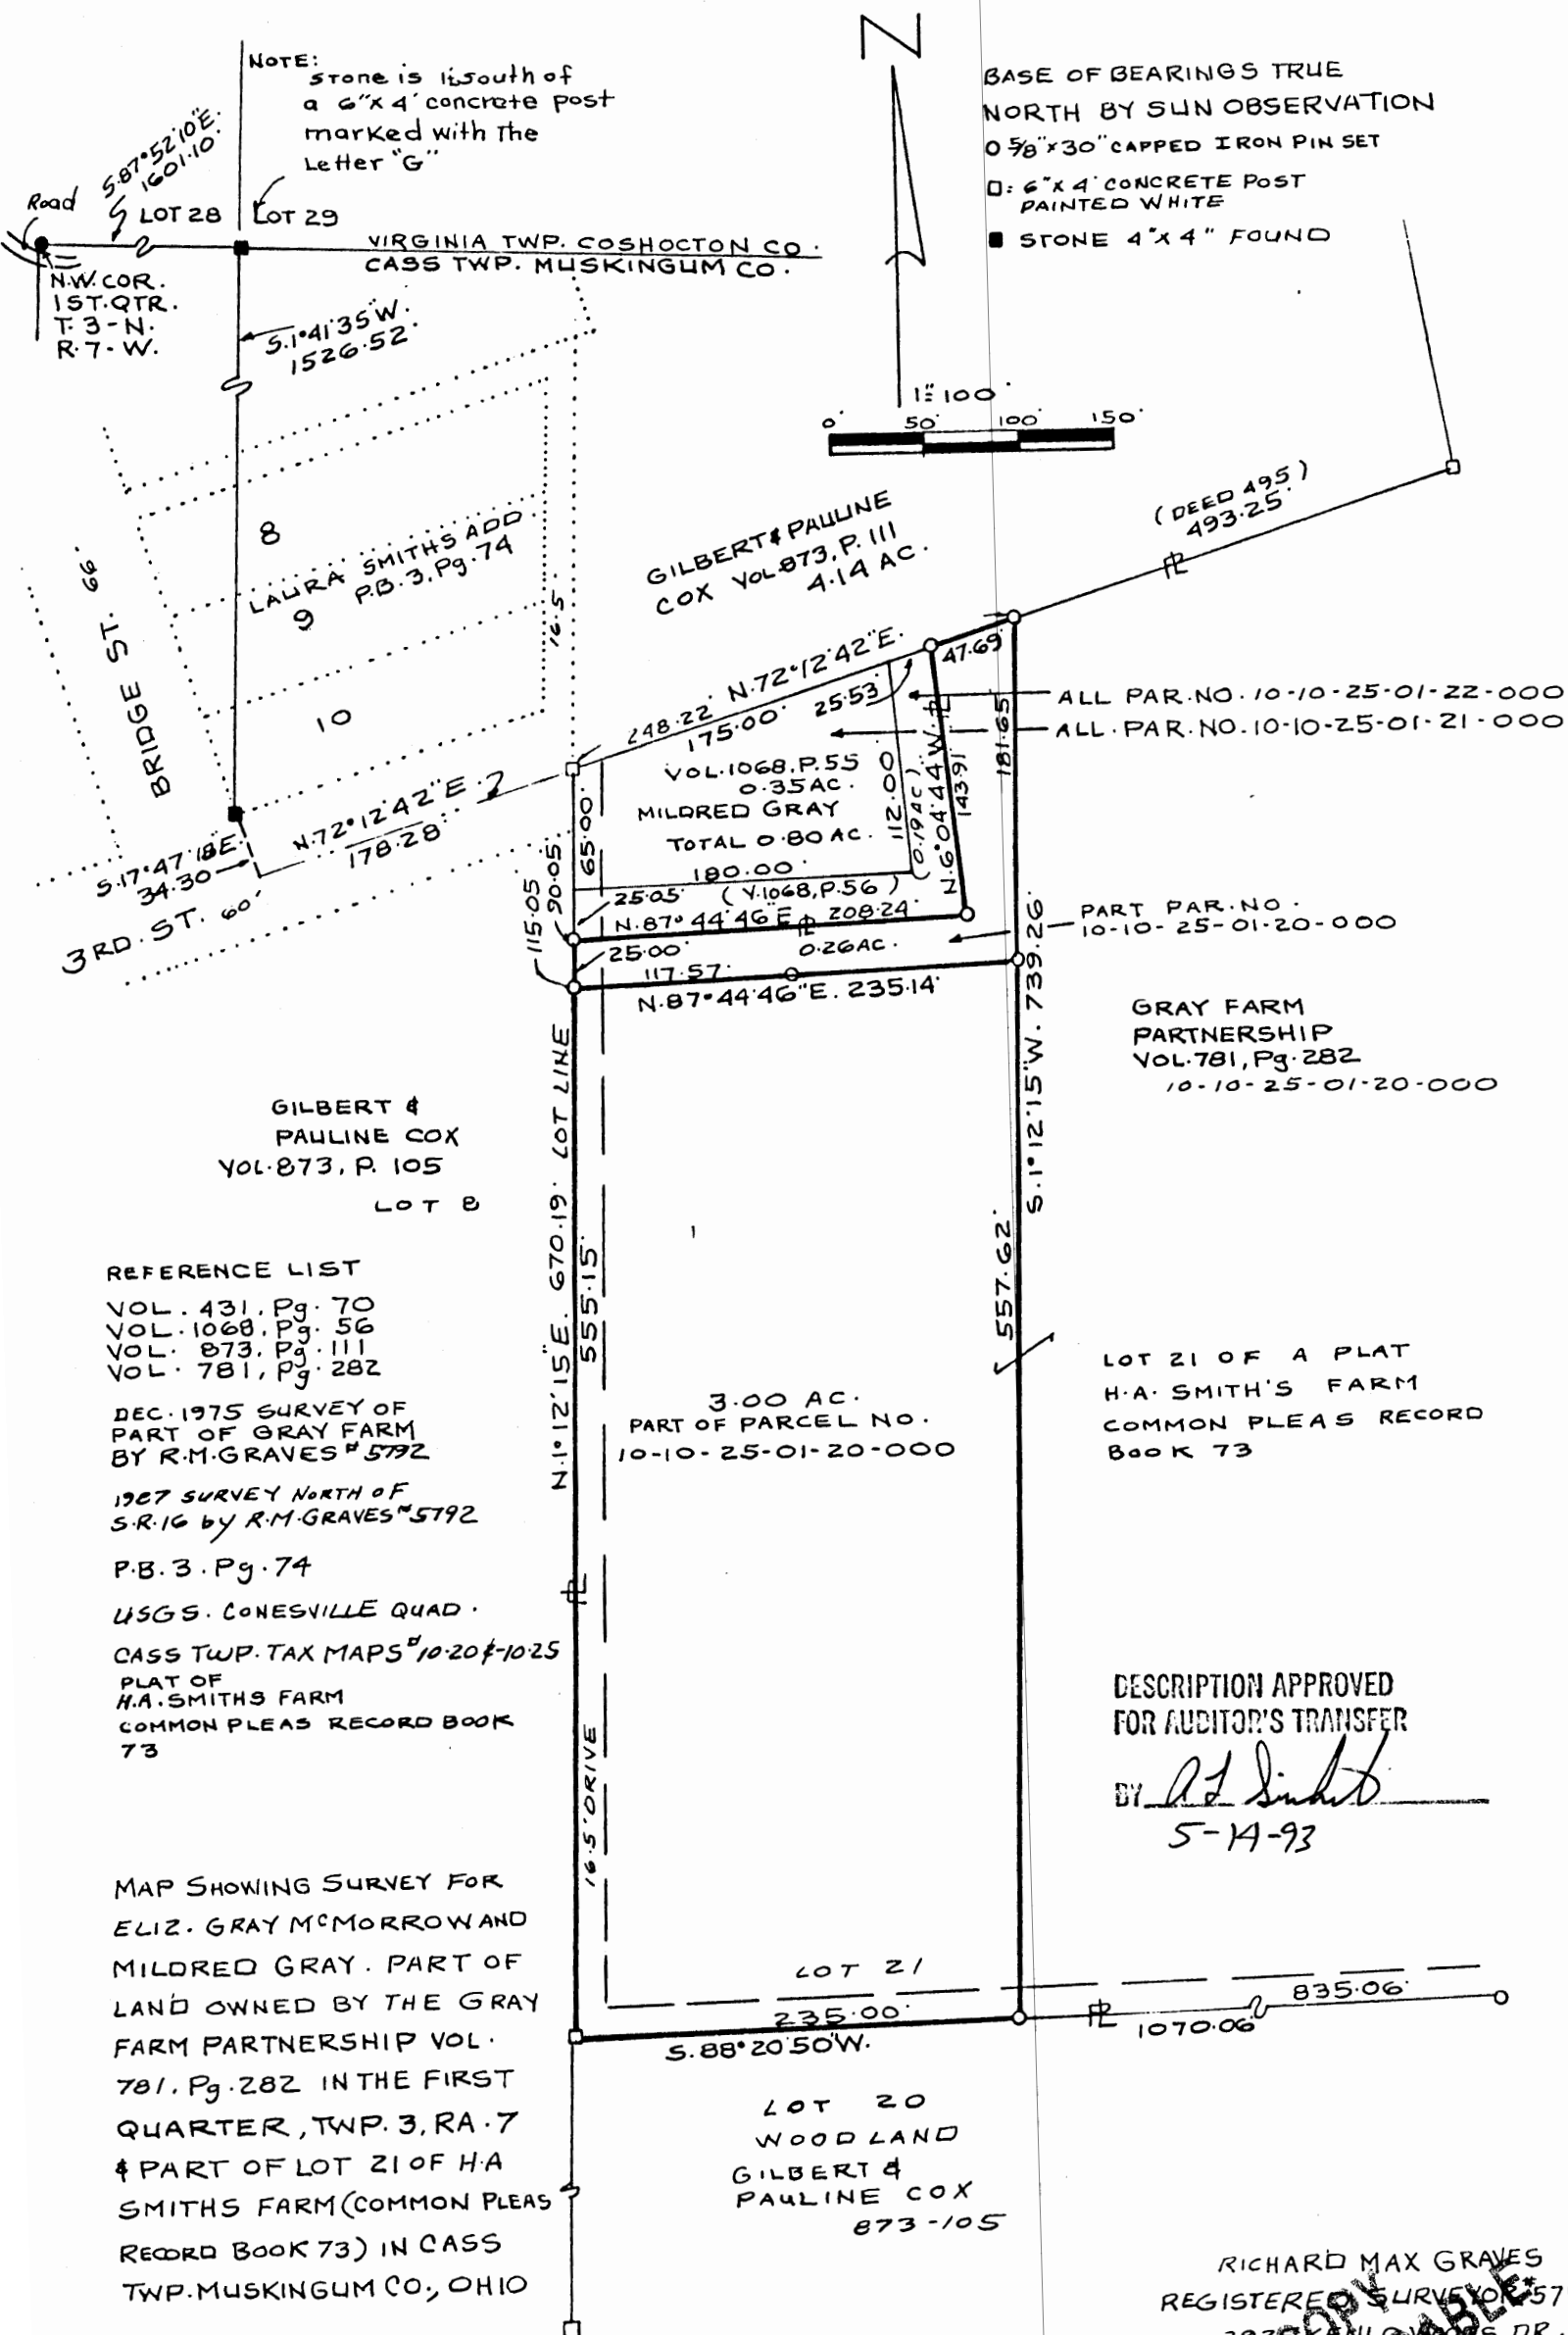 N
NOTE:
Stone is 1' South of
a 6"x 4' concrete post
marked with the
Letter "G"
BASE OF BEARINGS TRUE
NORTH BY SUN OBSERVATION
O 5/8"x30" CAPPED IRON PIN SET
□: 6"x 4' CONCRETE POST
PAINTED WHITE
■ STONE 4"x 4" FOUND
S.87°52'10"E.
1601.10'
Road
LOT 28
LOT 29
VIRGINIA TWP. COSHOCTON CO.
CASS TWP. MUSKINGUM CO.
N.W. COR.
1ST. QTR.
T. 3-N.
R. 7-W.
S.1°41'35"W.
1526.52'
1"=100'
0' 50' 100' 150'
(DEED 495')
493.25'
PL
8
LAURA SMITHS ADD.
P.B. 3, Pg. 74
9
10
16.5
BRIDGE ST. 66'
GILBERT & PAULINE
COX VOL. 873, P. 111
4.14 AC.
248.22' N.72°12'42"E.
175.00' 25.53'
47.69'
ALL PAR. NO. 10-10-25-01-22-000
ALL. PAR. NO. 10-10-25-01-21-000
VOL. 1068, P. 55
0.35 AC.
MILDRED GRAY
TOTAL 0.80 AC.
112.00
(0.19 AC.)
N.6°04'44"W.
PL
143.91
181.65'
180.00'
(V. 1068, P. 56)
65.00'
90.05'
115.05'
25.05'
N.87°44'46"E. PL 208.24'
25.00'
0.26 AC.
117.57'
N.87°44'46"E. 235.14'
S.17°47'18"E.
34.30'
N.72°12'42"E.
178.28'
3RD. ST. 60'
PART PAR. NO.
10-10-25-01-20-000
S.1°12'15"W. 739.26'
GRAY FARM
PARTNERSHIP
VOL. 781, Pg. 282
10-10-25-01-20-000
GILBERT &
PAULINE COX
VOL. 873, P. 105
LOT 8
N.1°12'15"E. 670.19' LOT LINE
555.15'
557.62'
PL
16.5' DRIVE
REFERENCE LIST
VOL. 431, Pg. 70
VOL. 1068, Pg. 56
VOL. 873, Pg. 111
VOL. 781, Pg. 282
DEC. 1975 SURVEY OF
PART OF GRAY FARM
BY R.M. GRAVES #5792
1987 SURVEY NORTH OF
S.R. 16 by R.M. GRAVES #5792
P.B. 3. Pg. 74
USGS. CONESVILLE QUAD.
CASS TWP. TAX MAPS #10-20 & 10-25
PLAT OF
H.A. SMITHS FARM
COMMON PLEAS RECORD BOOK
73
3.00 AC.
PART OF PARCEL NO.
10-10-25-01-20-000
LOT 21 OF A PLAT
H.A. SMITH'S FARM
COMMON PLEAS RECORD
BOOK 73
DESCRIPTION APPROVED
FOR AUDITOR'S TRANSFER
BY
5-14-93
MAP SHOWING SURVEY FOR
ELIZ. GRAY McMORROW AND
MILDRED GRAY. PART OF
LAND OWNED BY THE GRAY
FARM PARTNERSHIP VOL.
781, Pg. 282 IN THE FIRST
QUARTER, TWP. 3, RA. 7
& PART OF LOT 21 OF H.A
SMITHS FARM (COMMON PLEAS
RECORD BOOK 73) IN CASS
TWP. MUSKINGUM CO., OHIO
LOT 21
235.00'
S.88°20'50"W.
PL
1070.06'
835.06'
LOT 20
WOODLAND
GILBERT &
PAULINE COX
873-105
RICHARD MAX GRAVES
REGISTERED SURVEYOR #57
COPY
DR.